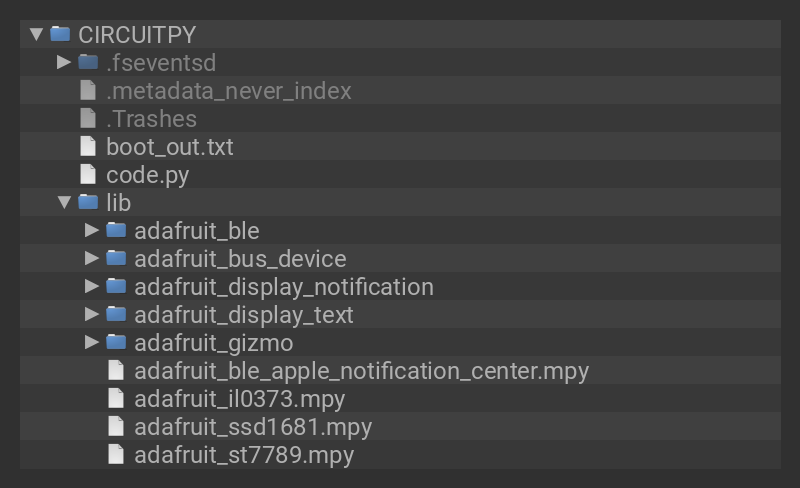 CIRCUITPY
.fseventsd
.metadata_never_index
.Trashes
boot_out.txt
code.py
lib
adafruit_ble
adafruit_bus_device
adafruit_display_notification
adafruit_display_text
adafruit_gizmo
adafruit_ble_apple_notification_center.mpy
adafruit_il0373.mpy
adafruit_ssd1681.mpy
adafruit_st7789.mpy